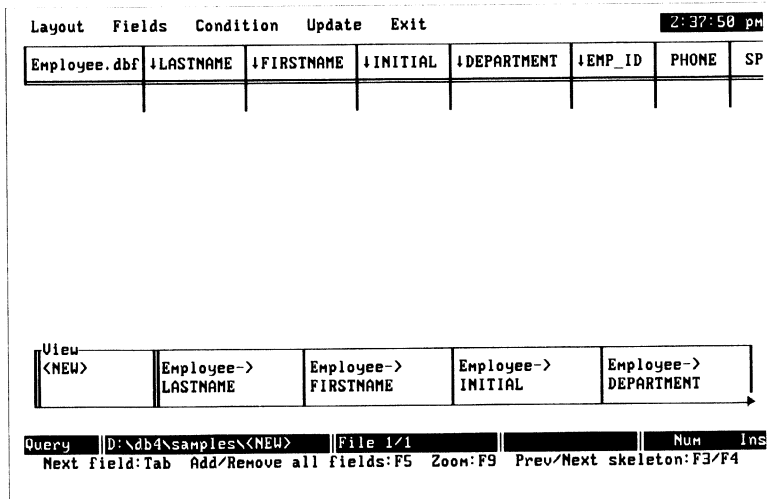 Layout Fields Condition Update Exit 2:37:50 pm
Employee.dbf ↓LASTNAME ↓FIRSTNAME ↓INITIAL ↓DEPARTMENT ↓EMP_ID PHONE SP
View
<NEW> Employee-> Employee-> Employee-> Employee->
LASTNAME FIRSTNAME INITIAL DEPARTMENT
Query D:\db4\samples\<NEW> File 1/1 Num Ins
Next field:Tab Add/Remove all fields:F5 Zoom:F9 Prev/Next skeleton:F3/F4